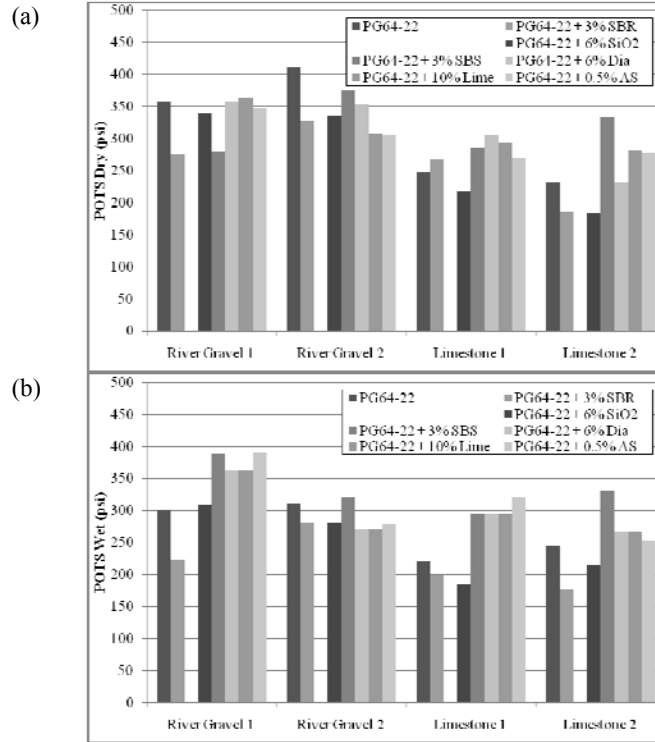 (a)
500
450
400
350
300
250
200
150
100
50
0
POTS Dry (psi)
PG64-22
PG64-22 + 3% SBR
PG64-22 + 6% SiO2
PG64-22 + 3% SBS
PG64-22 + 6% Dia
PG64-22 + 10% Lime
PG64-22 + 0.5% AS
River Gravel 1
River Gravel 2
Limestone 1
Limestone 2
(b)
500
450
400
350
300
250
200
150
100
50
0
POTS Wet (psi)
PG64-22
PG64-22 + 3% SBR
PG64-22 + 6% SiO2
PG64-22 + 3% SBS
PG64-22 + 6% Dia
PG64-22 + 10% Lime
PG64-22 + 0.5% AS
River Gravel 1
River Gravel 2
Limestone 1
Limestone 2